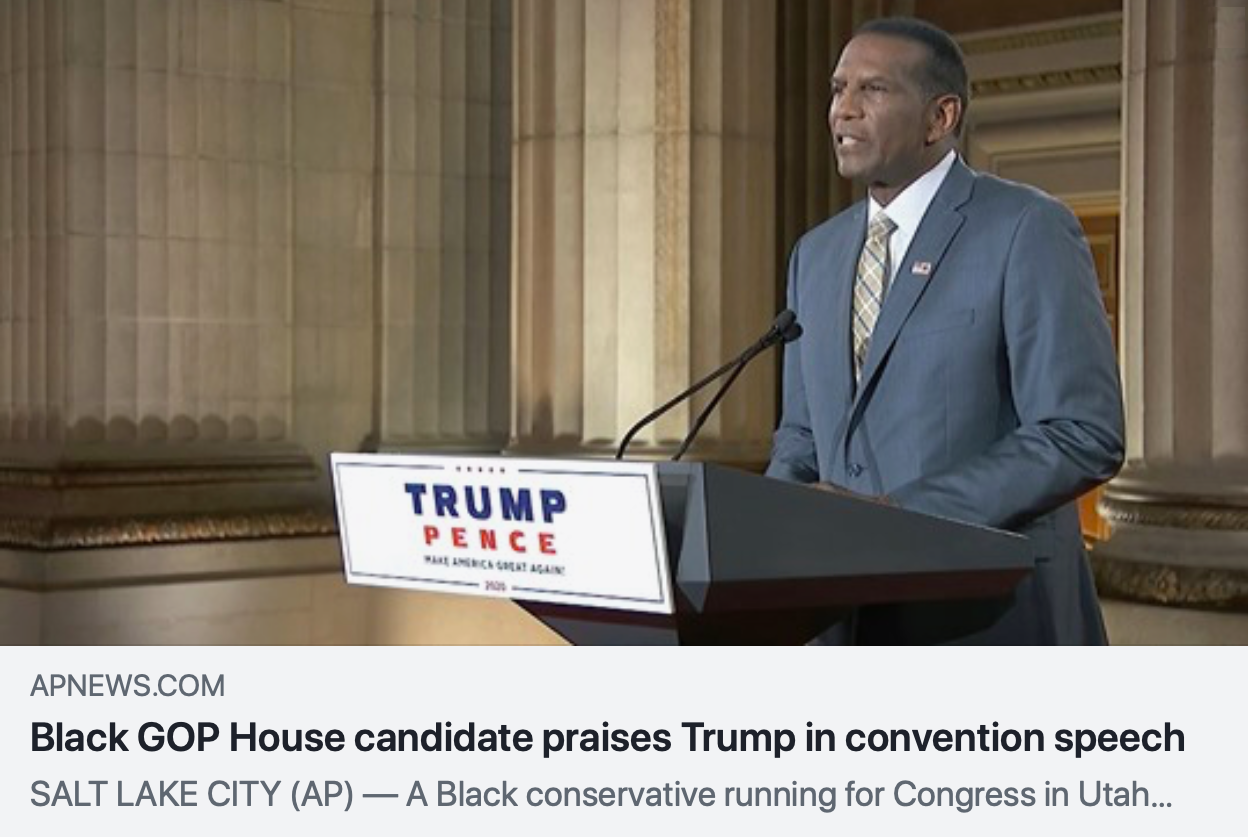 TRUMP
PENCE
MAKE AMERICA GREAT AGAIN!
2020
APNEWS.COM
Black GOP House candidate praises Trump in convention speech
SALT LAKE CITY (AP) — A Black conservative running for Congress in Utah...